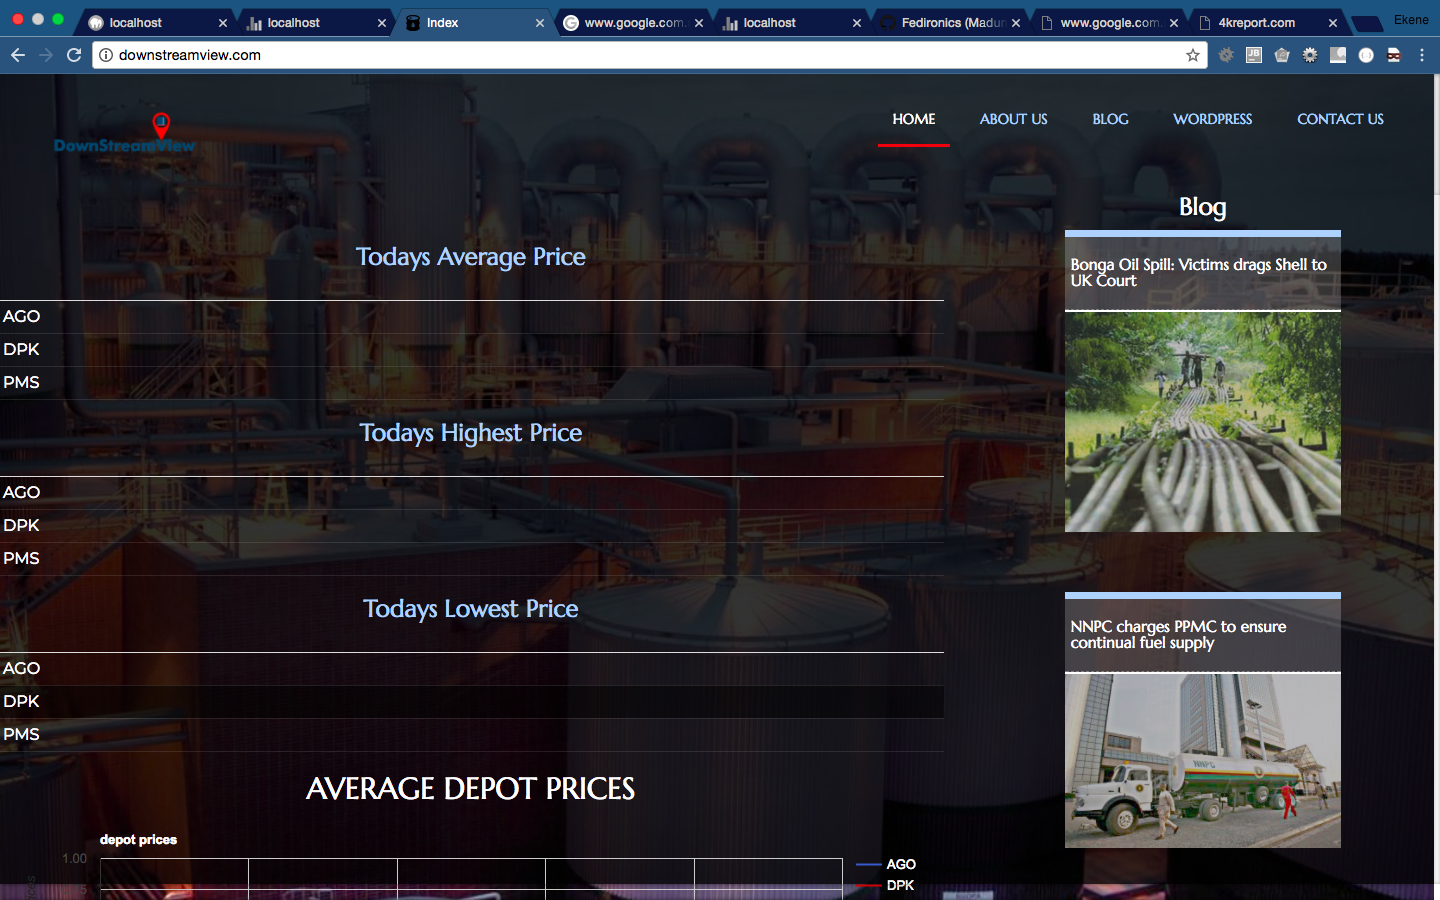 localhost
localhost
Index
www.google.com
localhost
Fedironics (Madun
www.google.com
4kreport.com
Ekene
downstreamview.com
DownStreamView
HOME
ABOUT US
BLOG
WORDPRESS
CONTACT US
Blog
Todays Average Price
Bonga Oil Spill: Victims drags Shell to
UK Court
AGO
DPK
PMS
Todays Highest Price
AGO
DPK
PMS
Todays Lowest Price
NNPC charges PPMC to ensure
continual fuel supply
AGO
DPK
PMS
NNPC
AVERAGE DEPOT PRICES
depot prices
1.00
AGO
DPK